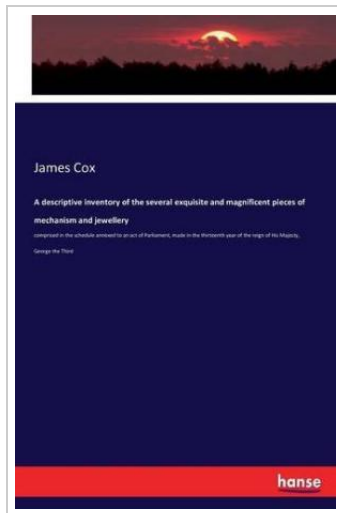 James Cox
A descriptive inventory of the several exquisite and magnificent pieces of
mechanism and jewellery
comprised in the schedule annexed to an act of Parliament, made in the thirteenth year of the reign of His Majesty,
George the Third
hanse